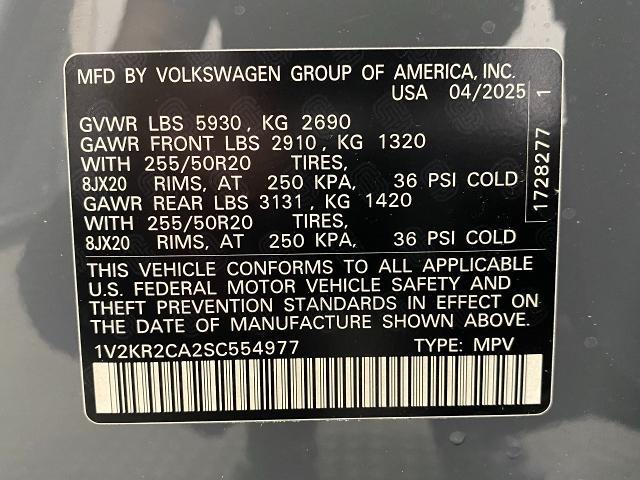 MFD BY VOLKSWAGEN GROUP OF AMERICA, INC.
USA 04/2025
GVWR LBS 5930, KG 2690
GAWR FRONT LBS 2910, KG 1320
WITH 255/50R20 TIRES,
8JX20 RIMS, AT 250 KPA, 36 PSI COLD
GAWR REAR LBS 3131, KG 1420
WITH 255/50R20 TIRES,
8JX20 RIMS, AT 250 KPA, 36 PSI COLD
THIS VEHICLE CONFORMS TO ALL APPLICABLE
U.S. FEDERAL MOTOR VEHICLE SAFETY AND
THEFT PREVENTION STANDARDS IN EFFECT ON
THE DATE OF MANUFACTURE SHOWN ABOVE.
1V2KR2CA2SC554977 TYPE: MPV
1728277 1